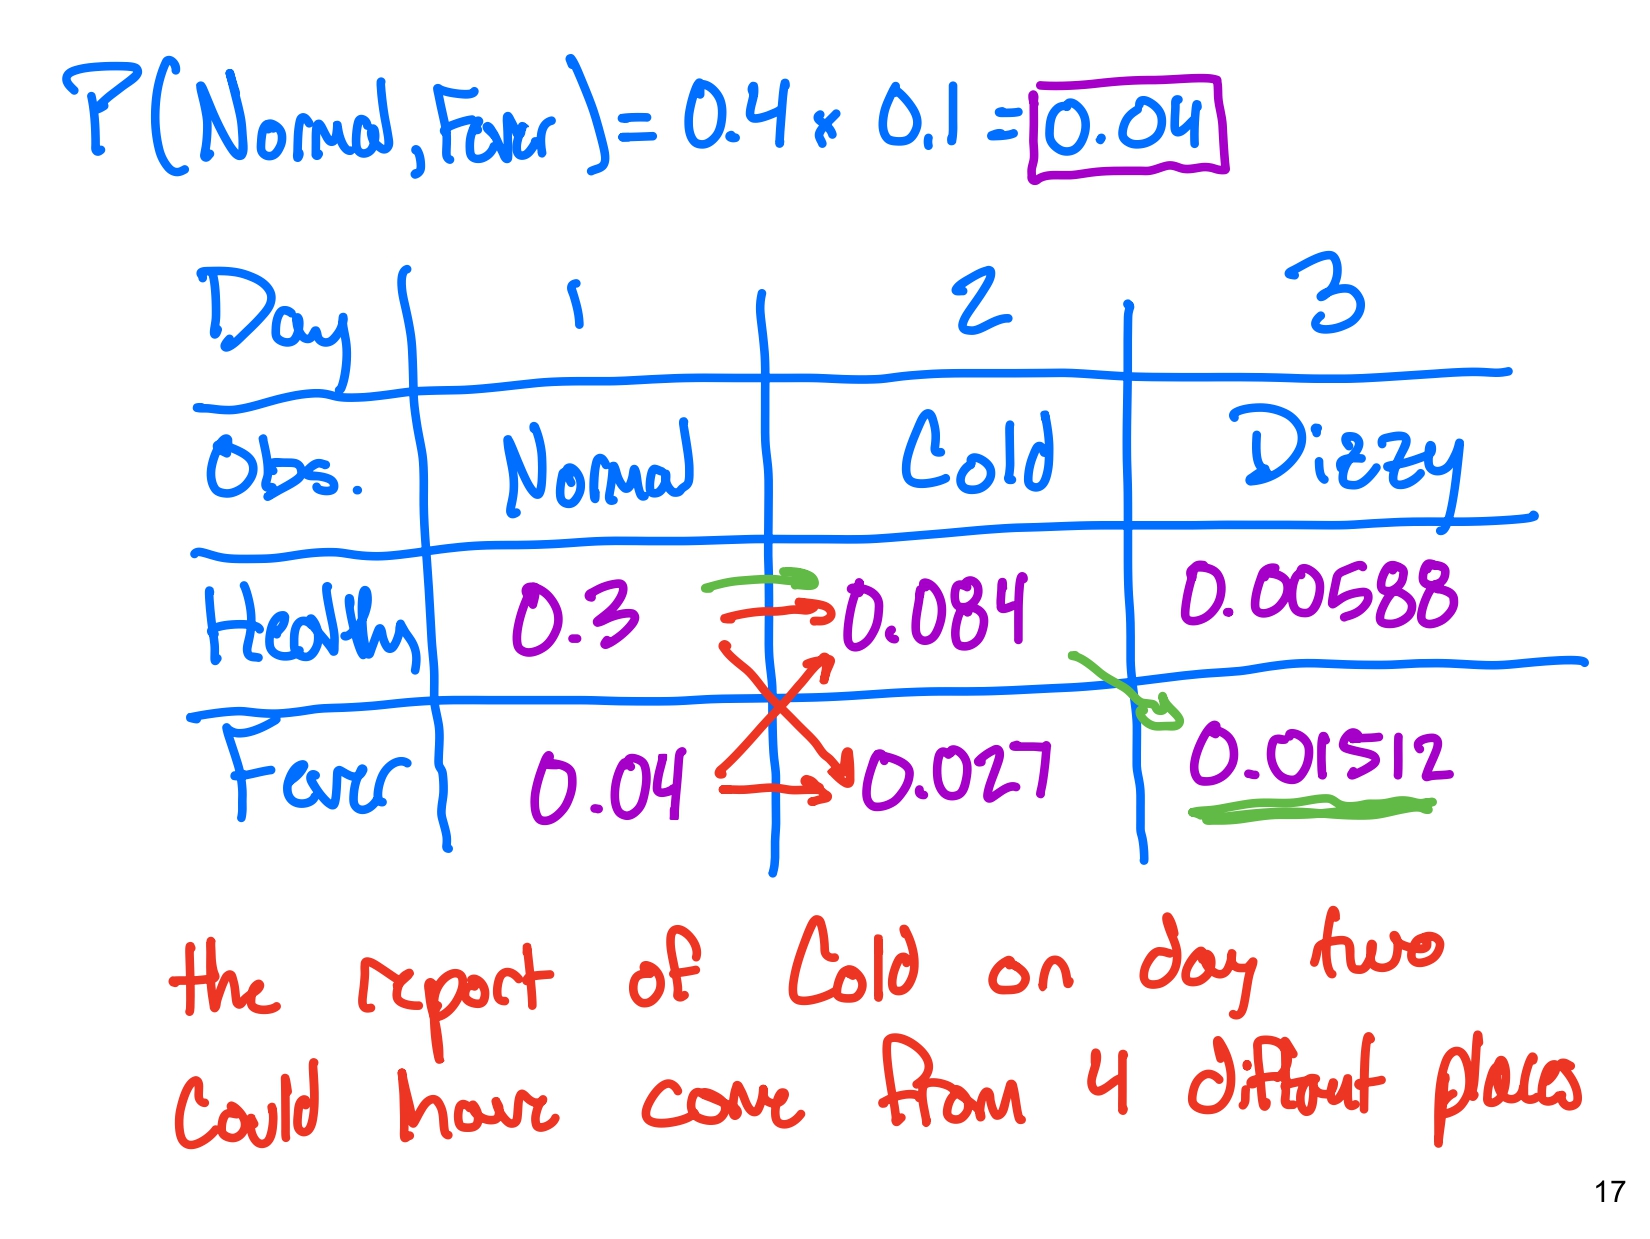 P(Normal, Fever) = 0.4 * 0.1 = 0.04
Day 1 2 3
Obs. Normal Cold Dizzy
Healthy 0.3 0.084 0.00588
Fever 0.04 0.027 0.01512
the report of Cold on day two
Could have come from 4 different places
17